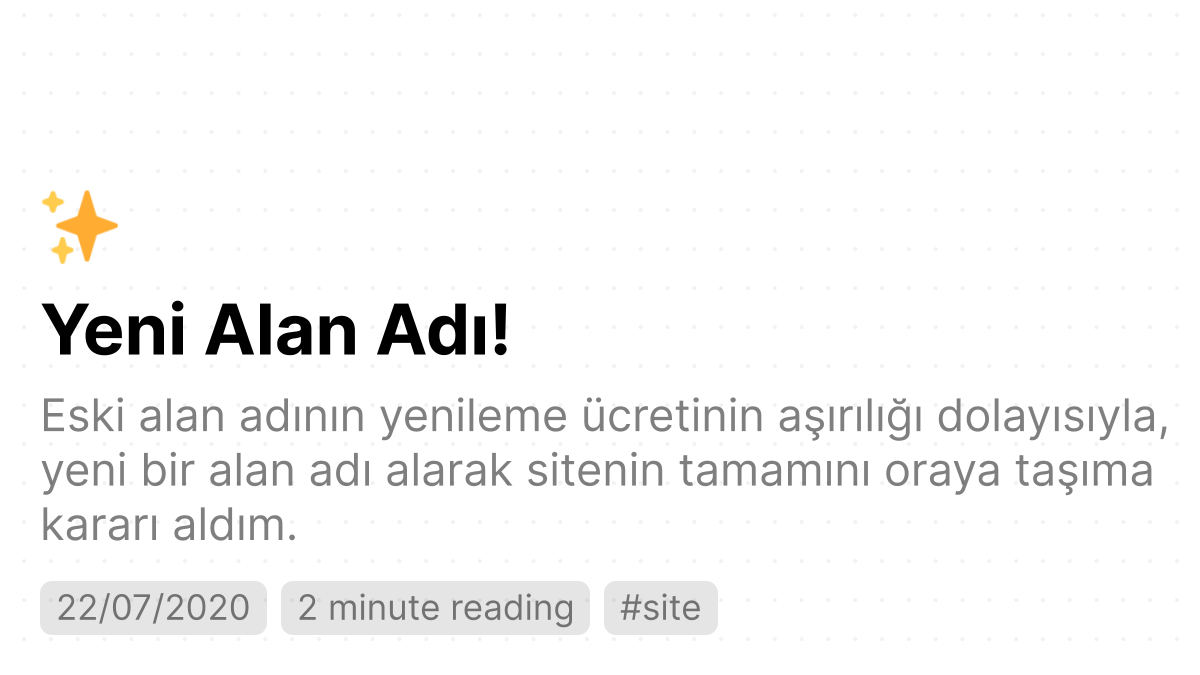 Yeni Alan Adı!
Eski alan adının yenileme ücretinin aşırılığı dolayısıyla,
yeni bir alan adı alarak sitenin tamamını oraya taşıma
kararı aldım.
22/07/2020 2 minute reading #site